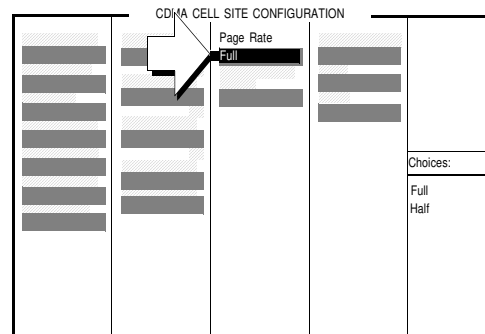 CDMA CELL SITE CONFIGURATION
Page Rate
Full
Choices:
Full
Half